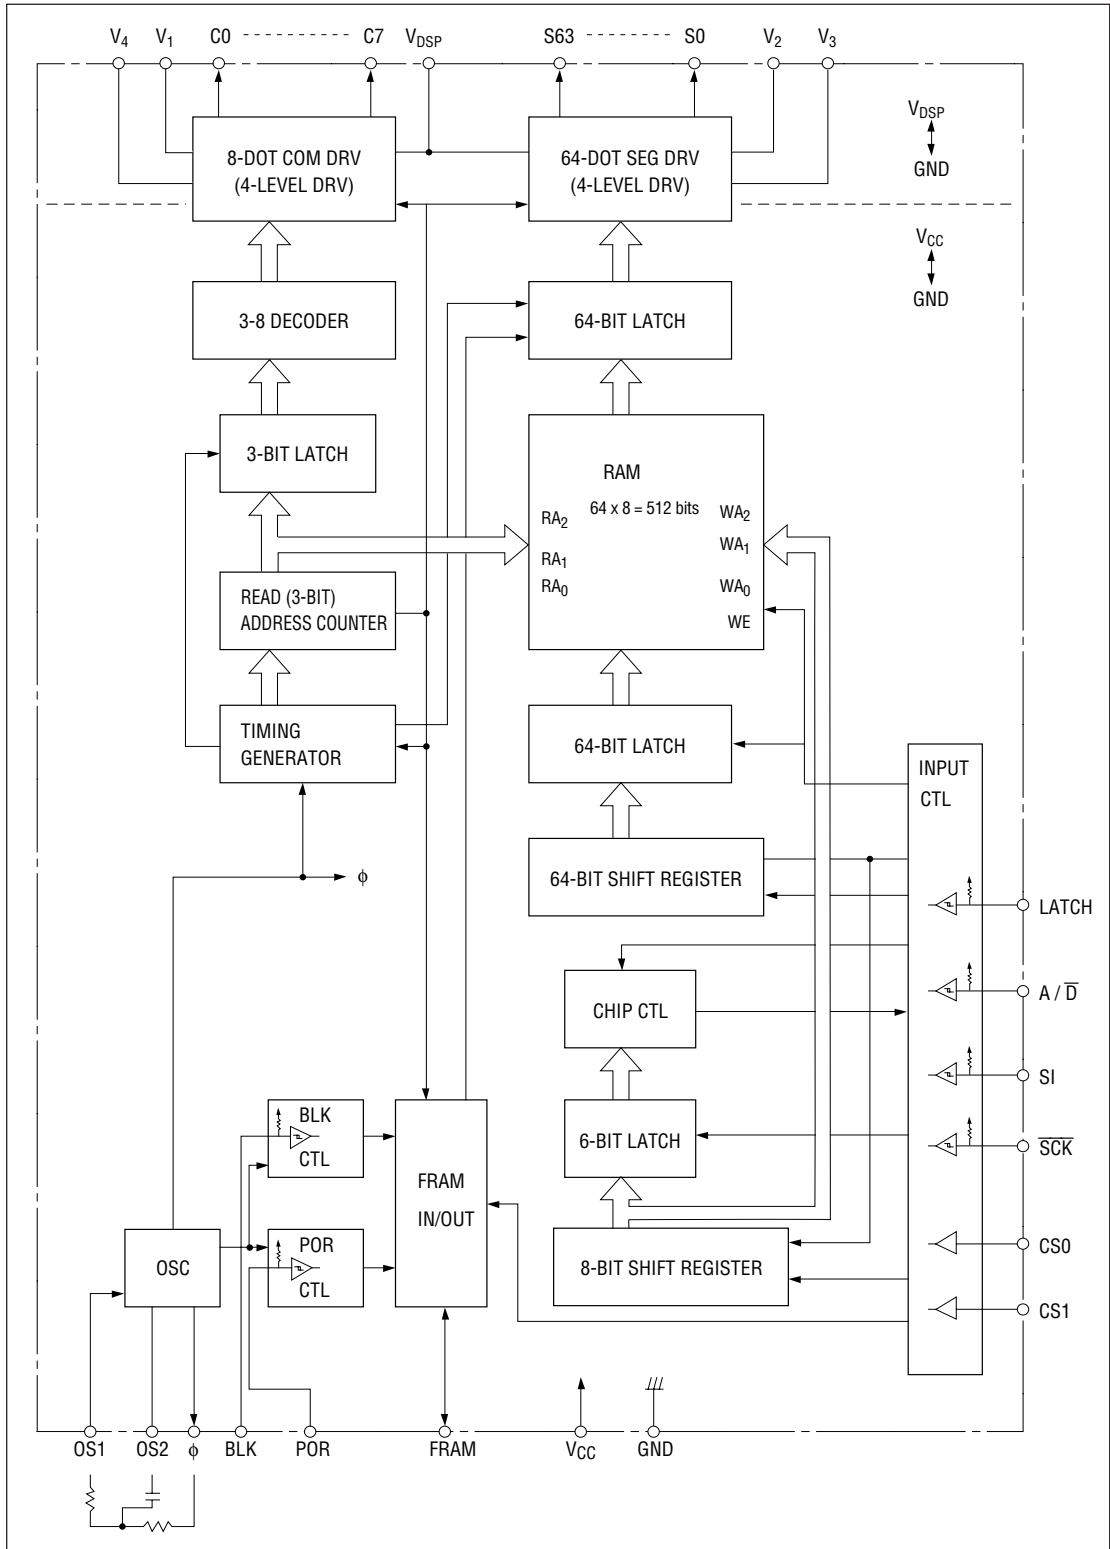 V4 V1 C0 C7 VDSP S63 S0 V2 V3
8-DOT COM DRV
(4-LEVEL DRV)
64-DOT SEG DRV
(4-LEVEL DRV)
VDSP
GND
VCC
GND
3-8 DECODER
64-BIT LATCH
3-BIT LATCH
RAM
64 x 8 = 512 bits
RA2
RA1
RA0
WA2
WA1
WA0
WE
READ (3-BIT)
ADDRESS COUNTER
TIMING
GENERATOR
64-BIT LATCH
INPUT
CTL
ϕ
64-BIT SHIFT REGISTER
LATCH
CHIP CTL
A / D̅
SI
BLK
CTL
FRAM
IN/OUT
6-BIT LATCH
S̅C̅K̅
OSC
POR
CTL
8-BIT SHIFT REGISTER
CS0
CS1
OS1 OS2 ϕ BLK POR FRAM VCC GND